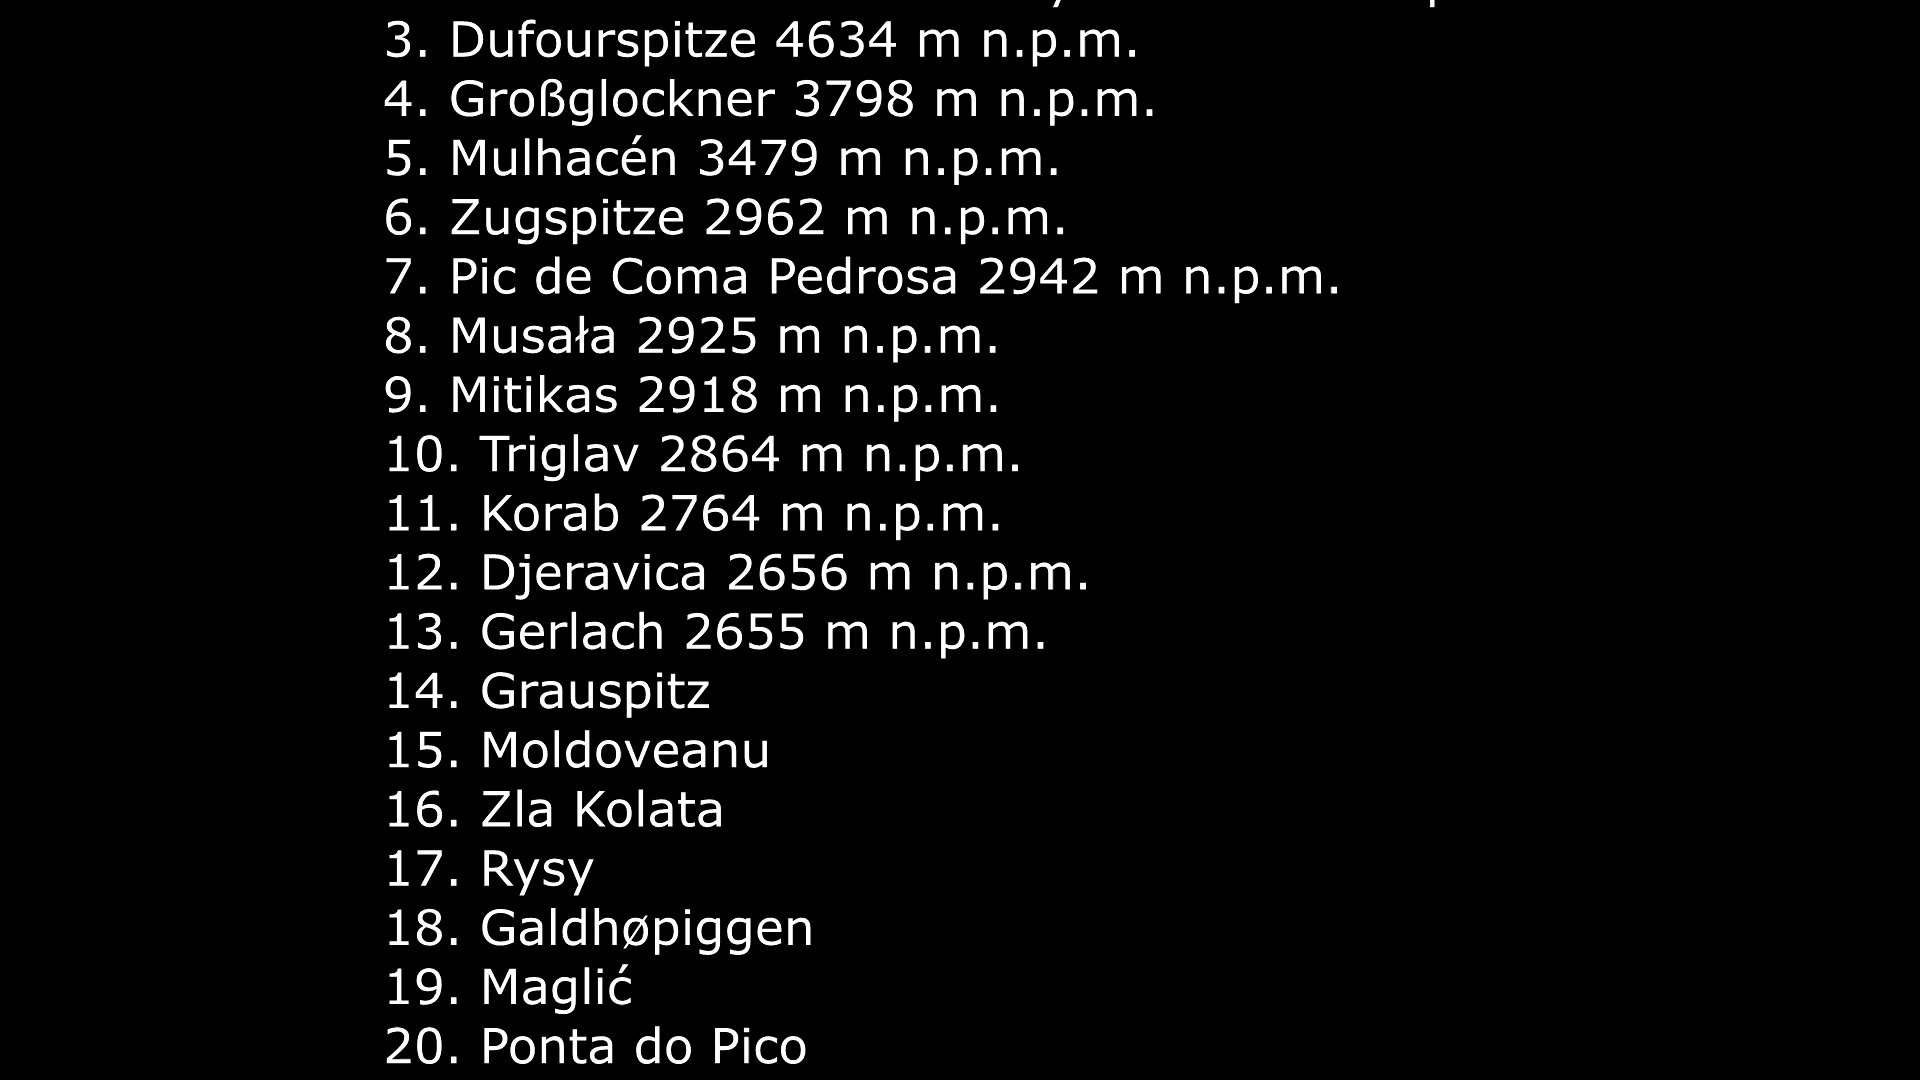 3. Dufourspitze 4634 m n.p.m.
4. Großglockner 3798 m n.p.m.
5. Mulhacén 3479 m n.p.m.
6. Zugspitze 2962 m n.p.m.
7. Pic de Coma Pedrosa 2942 m n.p.m.
8. Musała 2925 m n.p.m.
9. Mitikas 2918 m n.p.m.
10. Triglav 2864 m n.p.m.
11. Korab 2764 m n.p.m.
12. Djeravica 2656 m n.p.m.
13. Gerlach 2655 m n.p.m.
14. Grauspitz
15. Moldoveanu
16. Zla Kolata
17. Rysy
18. Galdhøpiggen
19. Maglić
20. Ponta do Pico